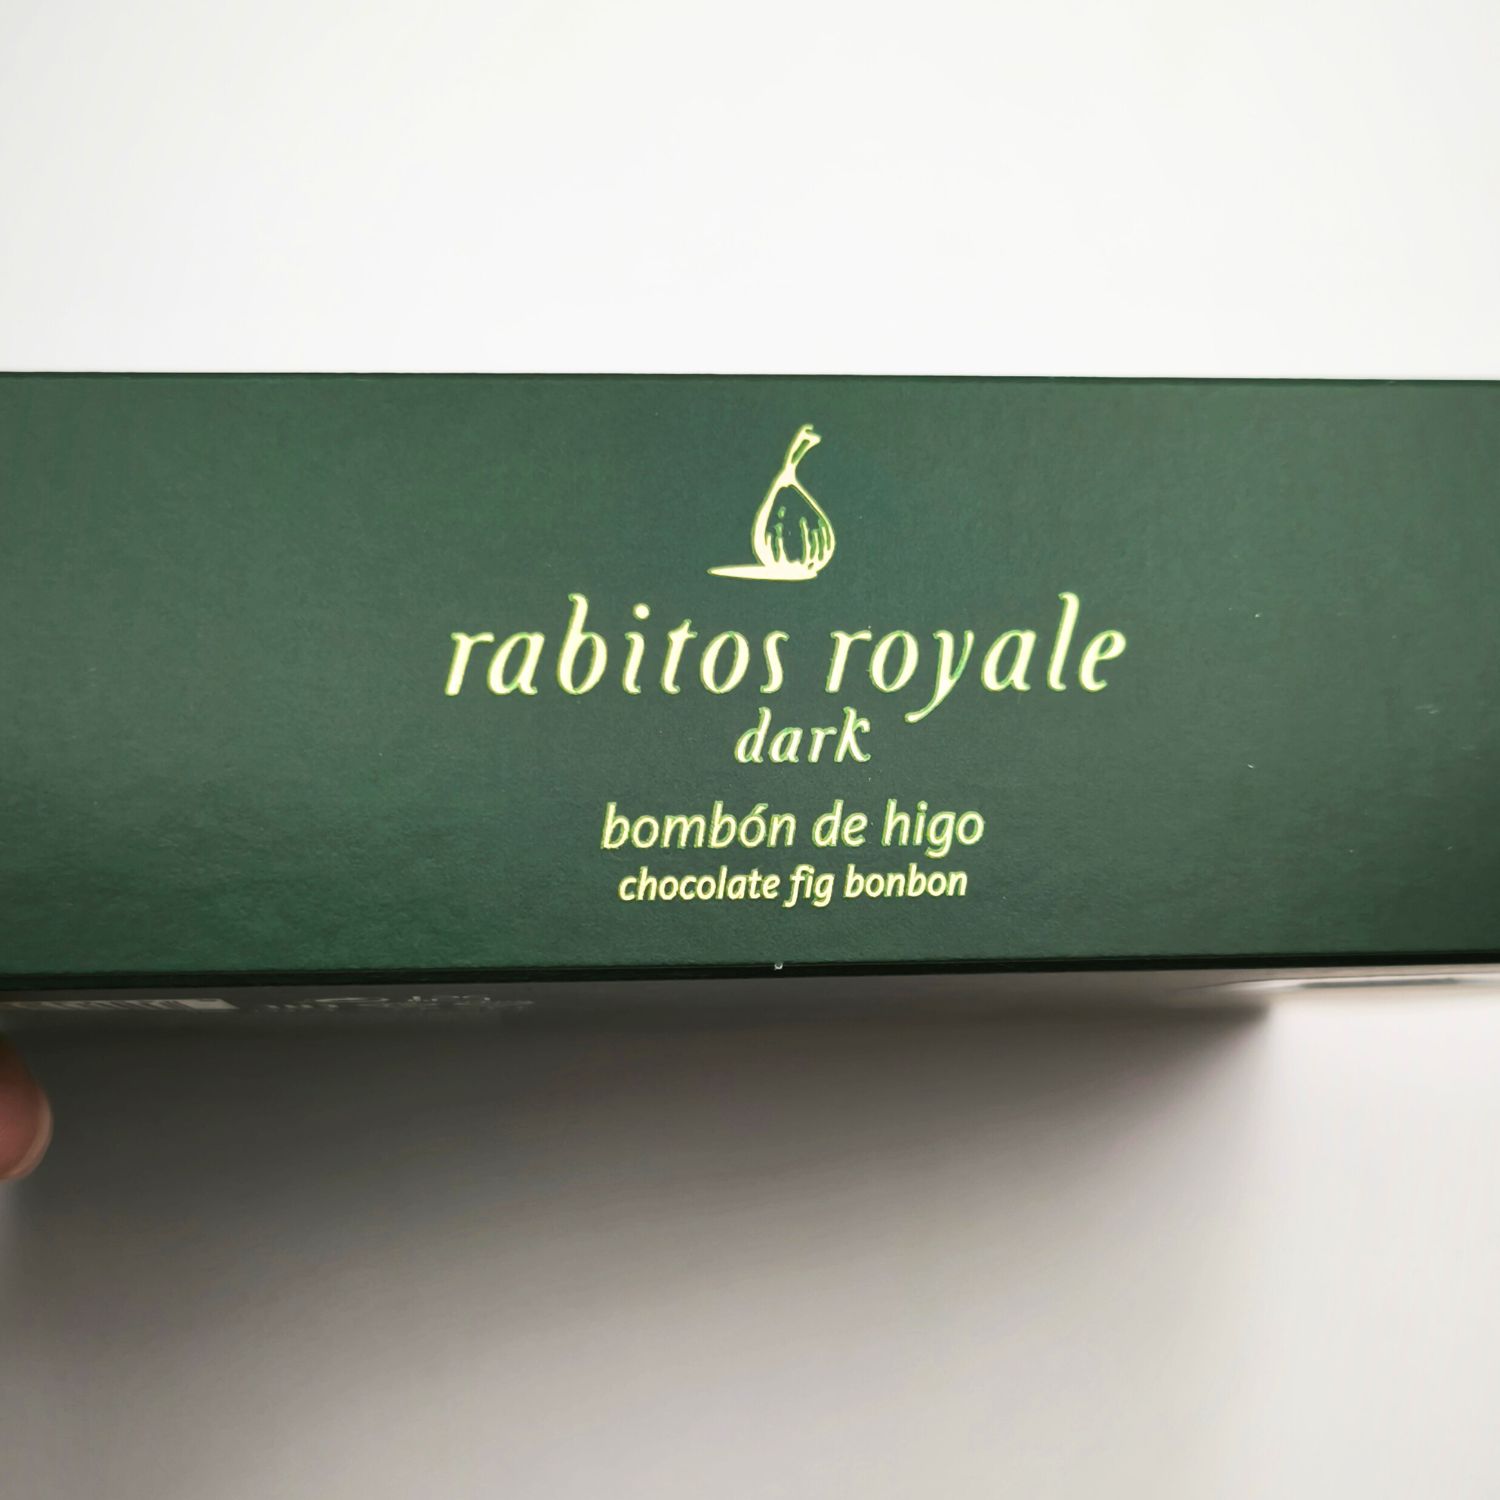 rabitos royale
dark
bombón de higo
chocolate fig bonbon